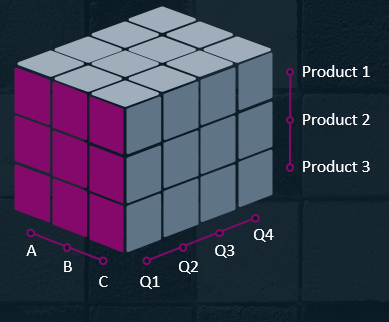 Product 1
Product 2
Product 3
A
B
C
Q1
Q2
Q3
Q4